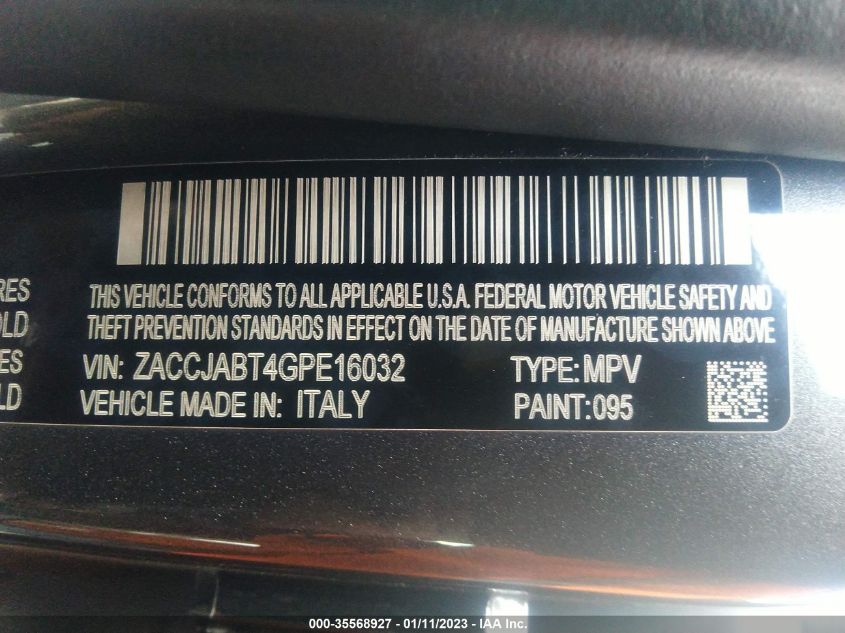 RES
THIS VEHICLE CONFORMS TO ALL APPLICABLE U.S.A. FEDERAL MOTOR VEHICLE SAFETY AND
OLD
THEFT PREVENTION STANDARDS IN EFFECT ON THE DATE OF MANUFACTURE SHOWN ABOVE
ES
VIN: ZACCJABT4GPE16032 TYPE: MPV
LD
VEHICLE MADE IN: ITALY PAINT: 095
000-35568927 - 01/11/2023 - IAA Inc.